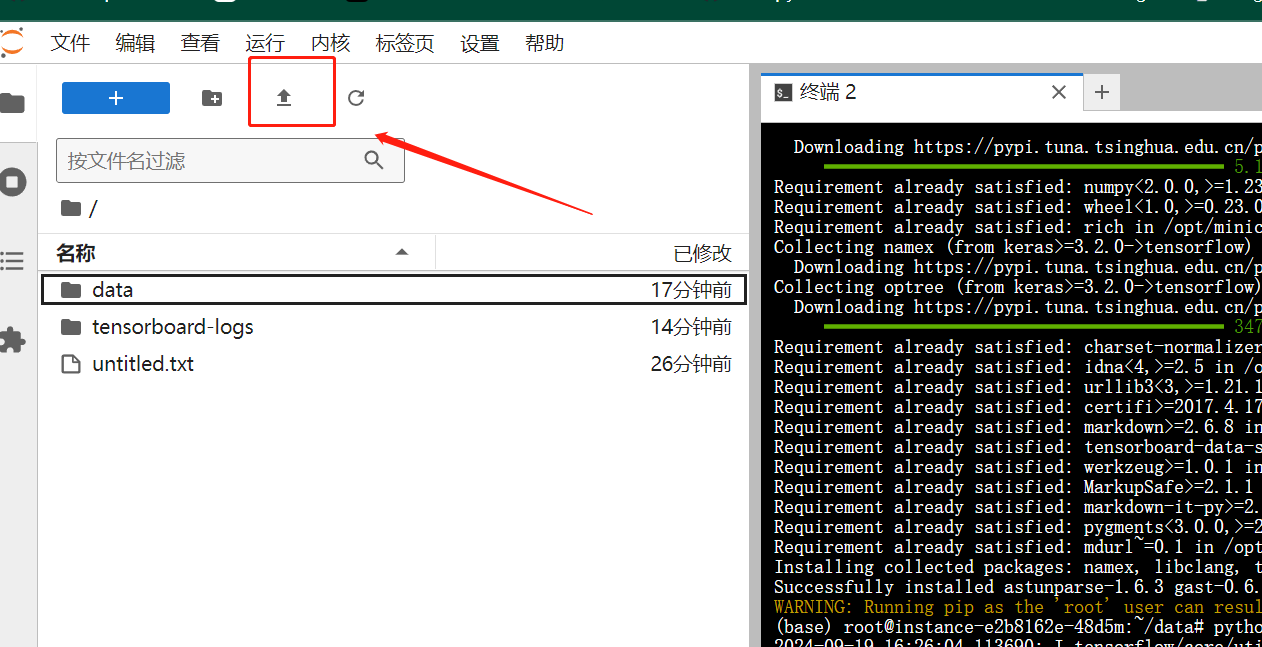 文件 编辑 查看 运行 内核 标签页 设置 帮助
+
按文件名过滤
/
名称 已修改
data 17分钟前
tensorboard-logs 14分钟前
untitled.txt 26分钟前
$_ 终端 2 × +
Downloading https://pypi.tuna.tsinghua.edu.cn/p
5.1
Requirement already satisfied: numpy<2.0.0,>=1.23
Requirement already satisfied: wheel<1.0,>=0.23.0
Requirement already satisfied: rich in /opt/minic
Collecting namex (from keras>=3.2.0->tensorflow)
Downloading https://pypi.tuna.tsinghua.edu.cn/p
Collecting optree (from keras>=3.2.0->tensorflow)
Downloading https://pypi.tuna.tsinghua.edu.cn/p
347
Requirement already satisfied: charset-normalizer
Requirement already satisfied: idna<4,>=2.5 in /o
Requirement already satisfied: urllib3<3,>=1.21.1
Requirement already satisfied: certifi>=2017.4.17
Requirement already satisfied: markdown>=2.6.8 in
Requirement already satisfied: tensorboard-data-s
Requirement already satisfied: werkzeug>=1.0.1 in
Requirement already satisfied: MarkupSafe>=2.1.1
Requirement already satisfied: markdown-it-py>=2.
Requirement already satisfied: pygments<3.0.0,>=2
Requirement already satisfied: mdurl~=0.1 in /opt
Installing collected packages: namex, libclang, t
Successfully installed astunparse-1.6.3 gast-0.6.
WARNING: Running pip as the 'root' user can resul
(base) root@instance-e2b8162e-48d5m:~/data# pytho
2024-09-19 16:26:04.113690: I tensorflow/core/uti